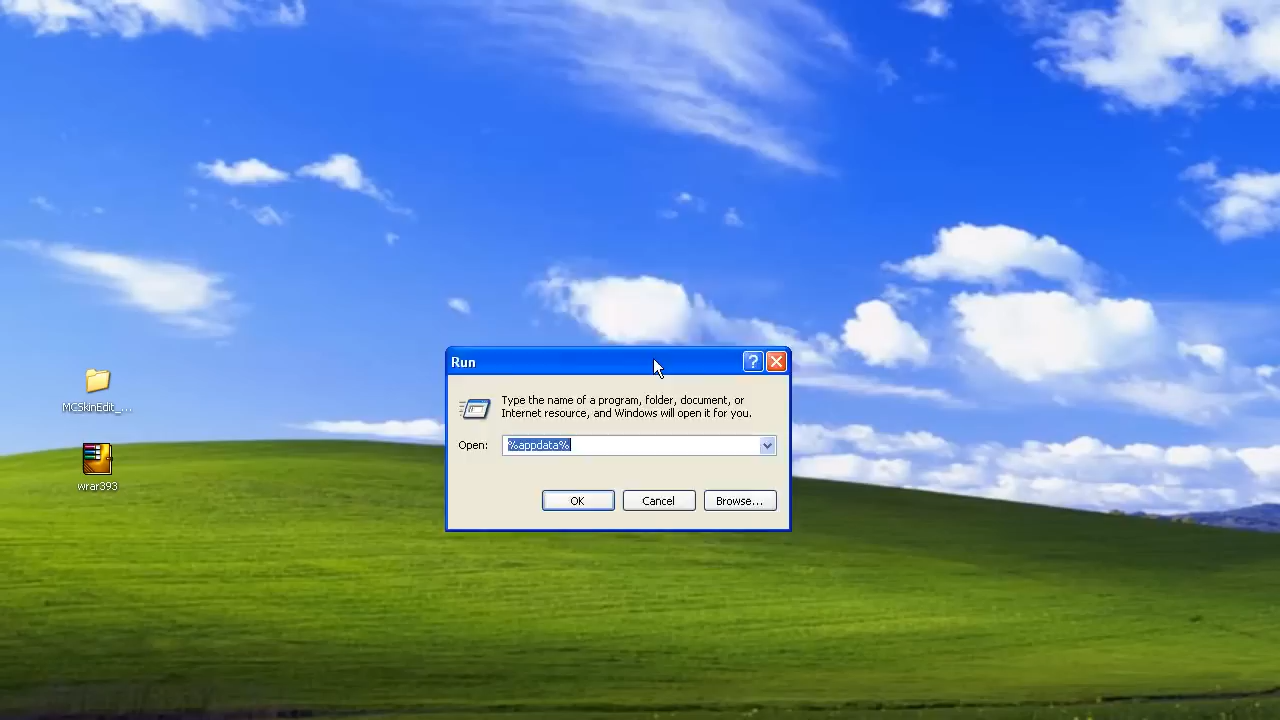 Run
Type the name of a program, folder, document, or
Internet resource, and Windows will open it for you.
Open: %appdata%
OK Cancel Browse...
MCSkinEdit_...
wrar393